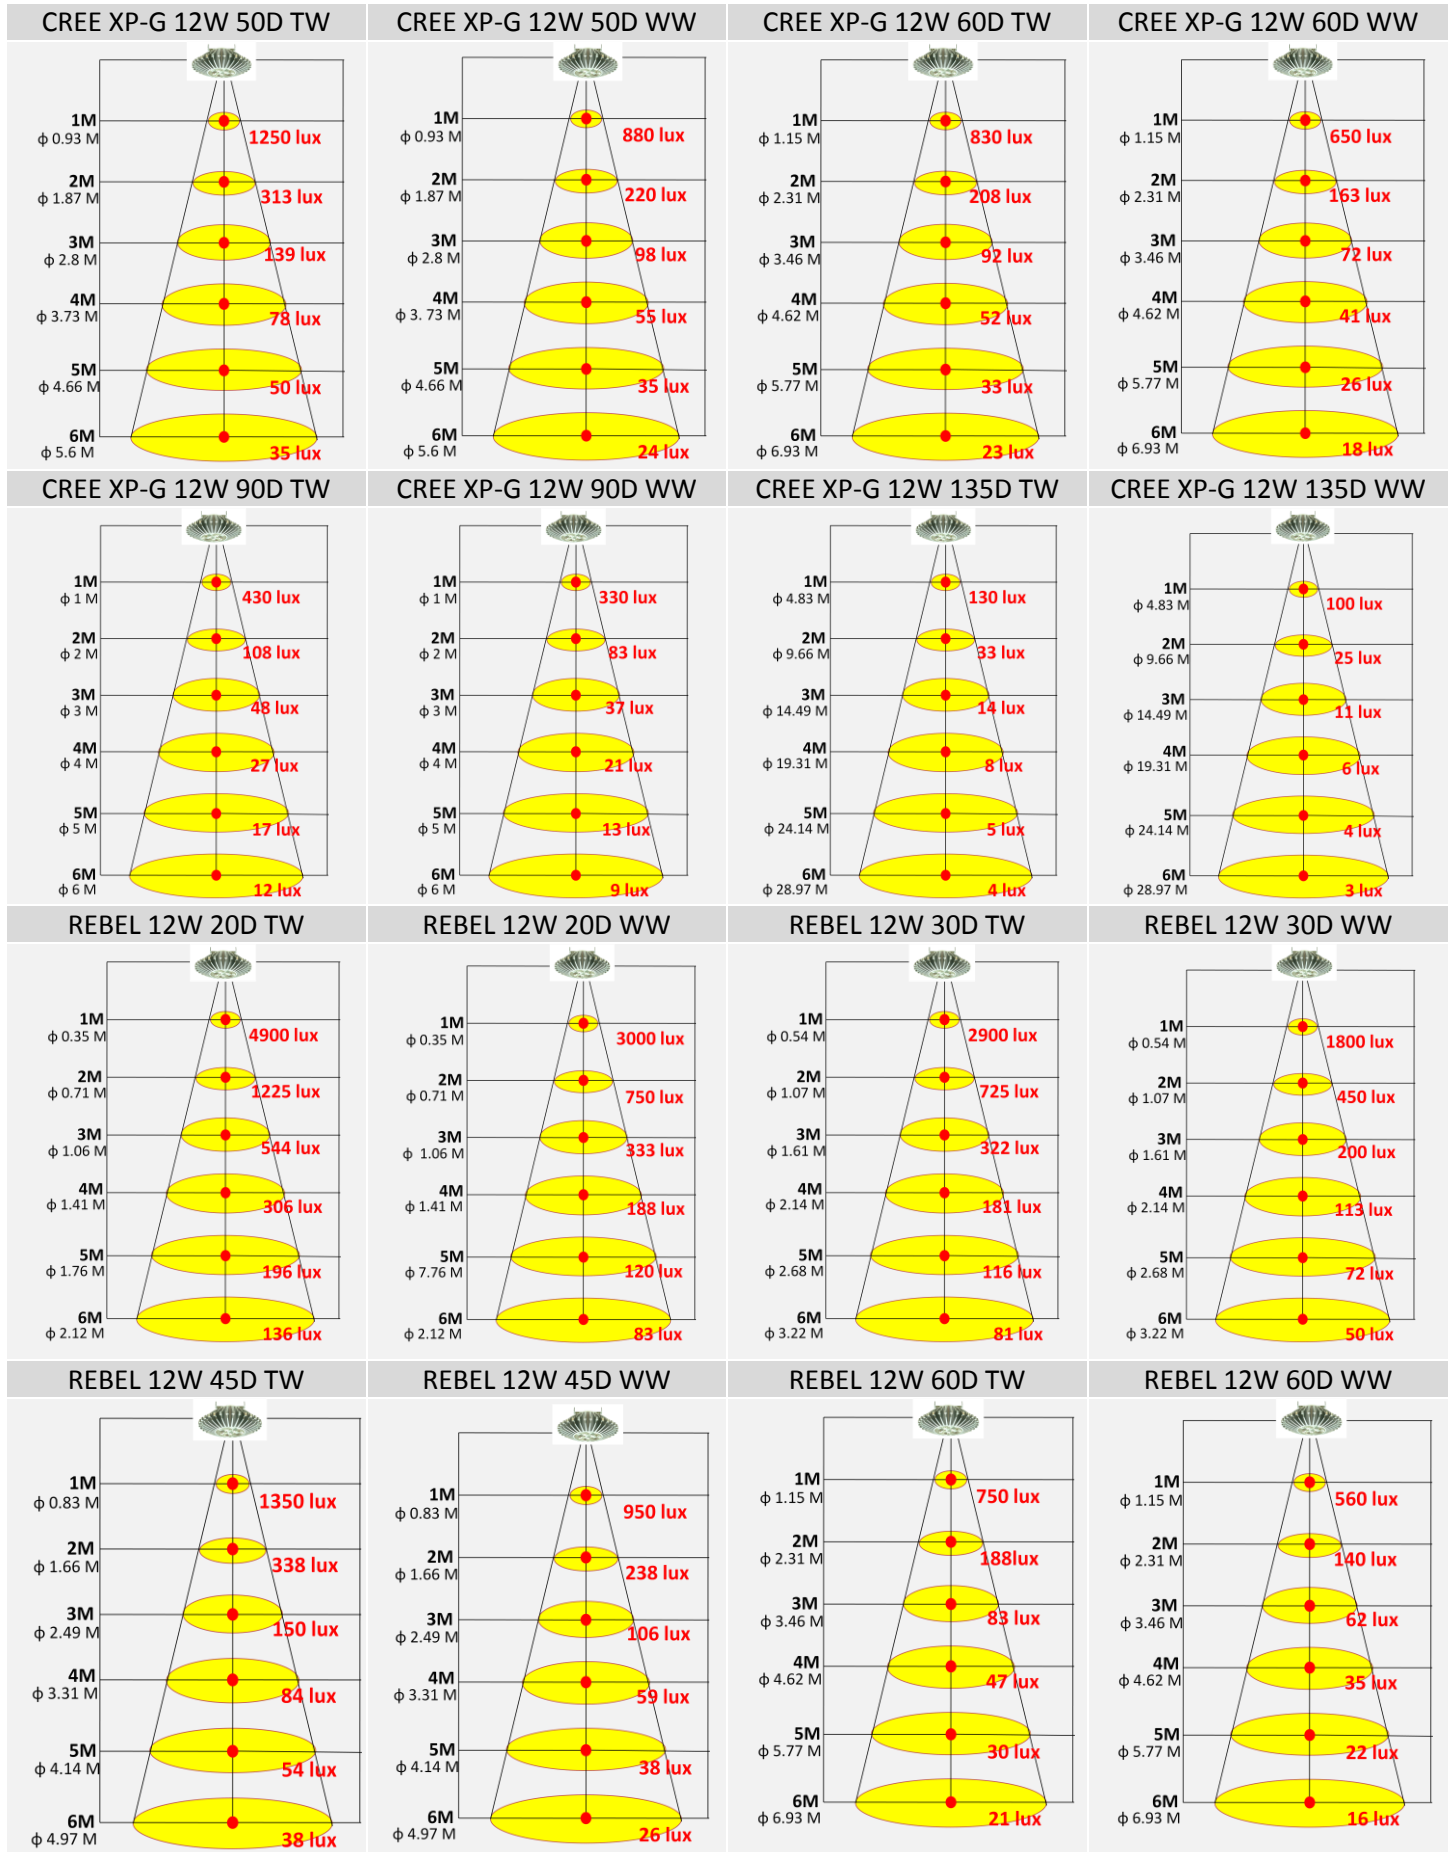 CREE XP-G 12W 50D TW
1M
ϕ 0.93 M
1250 lux
2M
ϕ 1.87 M
313 lux
3M
ϕ 2.8 M
139 lux
4M
ϕ 3.73 M
78 lux
5M
ϕ 4.66 M
50 lux
6M
ϕ 5.6 M
35 lux
CREE XP-G 12W 50D WW
1M
ϕ 0.93 M
880 lux
2M
ϕ 1.87 M
220 lux
3M
ϕ 2.8 M
98 lux
4M
ϕ 3. 73 M
55 lux
5M
ϕ 4.66 M
35 lux
6M
ϕ 5.6 M
24 lux
CREE XP-G 12W 60D TW
1M
ϕ 1.15 M
830 lux
2M
ϕ 2.31 M
208 lux
3M
ϕ 3.46 M
92 lux
4M
ϕ 4.62 M
52 lux
5M
ϕ 5.77 M
33 lux
6M
ϕ 6.93 M
23 lux
CREE XP-G 12W 60D WW
1M
ϕ 1.15 M
650 lux
2M
ϕ 2.31 M
163 lux
3M
ϕ 3.46 M
72 lux
4M
ϕ 4.62 M
41 lux
5M
ϕ 5.77 M
26 lux
6M
ϕ 6.93 M
18 lux
CREE XP-G 12W 90D TW
1M
ϕ 1 M
430 lux
2M
ϕ 2 M
108 lux
3M
ϕ 3 M
48 lux
4M
ϕ 4 M
27 lux
5M
ϕ 5 M
17 lux
6M
ϕ 6 M
12 lux
CREE XP-G 12W 90D WW
1M
ϕ 1 M
330 lux
2M
ϕ 2 M
83 lux
3M
ϕ 3 M
37 lux
4M
ϕ 4 M
21 lux
5M
ϕ 5 M
13 lux
6M
ϕ 6 M
9 lux
CREE XP-G 12W 135D TW
1M
ϕ 4.83 M
130 lux
2M
ϕ 9.66 M
33 lux
3M
ϕ 14.49 M
14 lux
4M
ϕ 19.31 M
8 lux
5M
ϕ 24.14 M
5 lux
6M
ϕ 28.97 M
4 lux
CREE XP-G 12W 135D WW
1M
ϕ 4.83 M
100 lux
2M
ϕ 9.66 M
25 lux
3M
ϕ 14.49 M
11 lux
4M
ϕ 19.31 M
6 lux
5M
ϕ 24.14 M
4 lux
6M
ϕ 28.97 M
3 lux
REBEL 12W 20D TW
1M
ϕ 0.35 M
4900 lux
2M
ϕ 0.71 M
1225 lux
3M
ϕ 1.06 M
544 lux
4M
ϕ 1.41 M
306 lux
5M
ϕ 1.76 M
196 lux
6M
ϕ 2.12 M
136 lux
REBEL 12W 20D WW
1M
ϕ 0.35 M
3000 lux
2M
ϕ 0.71 M
750 lux
3M
ϕ 1.06 M
333 lux
4M
ϕ 1.41 M
188 lux
5M
ϕ 7.76 M
120 lux
6M
ϕ 2.12 M
83 lux
REBEL 12W 30D TW
1M
ϕ 0.54 M
2900 lux
2M
ϕ 1.07 M
725 lux
3M
ϕ 1.61 M
322 lux
4M
ϕ 2.14 M
181 lux
5M
ϕ 2.68 M
116 lux
6M
ϕ 3.22 M
81 lux
REBEL 12W 30D WW
1M
ϕ 0.54 M
1800 lux
2M
ϕ 1.07 M
450 lux
3M
ϕ 1.61 M
200 lux
4M
ϕ 2.14 M
113 lux
5M
ϕ 2.68 M
72 lux
6M
ϕ 3.22 M
50 lux
REBEL 12W 45D TW
1M
ϕ 0.83 M
1350 lux
2M
ϕ 1.66 M
338 lux
3M
ϕ 2.49 M
150 lux
4M
ϕ 3.31 M
84 lux
5M
ϕ 4.14 M
54 lux
6M
ϕ 4.97 M
38 lux
REBEL 12W 45D WW
1M
ϕ 0.83 M
950 lux
2M
ϕ 1.66 M
238 lux
3M
ϕ 2.49 M
106 lux
4M
ϕ 3.31 M
59 lux
5M
ϕ 4.14 M
38 lux
6M
ϕ 4.97 M
26 lux
REBEL 12W 60D TW
1M
ϕ 1.15 M
750 lux
2M
ϕ 2.31 M
188lux
3M
ϕ 3.46 M
83 lux
4M
ϕ 4.62 M
47 lux
5M
ϕ 5.77 M
30 lux
6M
ϕ 6.93 M
21 lux
REBEL 12W 60D WW
1M
ϕ 1.15 M
560 lux
2M
ϕ 2.31 M
140 lux
3M
ϕ 3.46 M
62 lux
4M
ϕ 4.62 M
35 lux
5M
ϕ 5.77 M
22 lux
6M
ϕ 6.93 M
16 lux